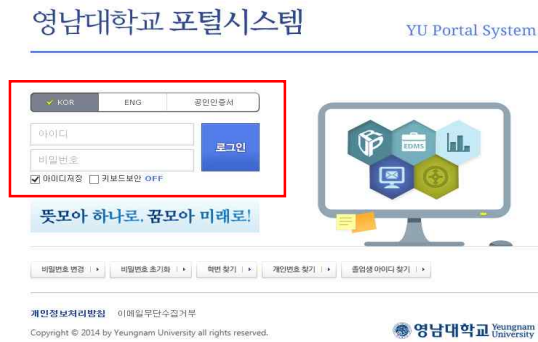 영남대학교 포털시스템
YU Portal System
KOR ENG 공인인증서
아이디
비밀번호
로그인
아이디저장 키보드보안 OFF
EDMS
뜻모아 하나로, 꿈모아 미래로!
비밀번호 변경 비밀번호 초기화 학번 찾기 개인번호 찾기 졸업생 아이디 찾기
개인정보처리방침 이메일무단수집거부
Copyright © 2014 by Yeungnam University all rights reserved.
영남대학교 Yeungnam University